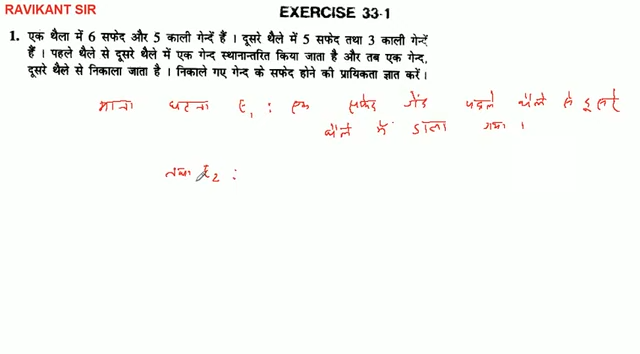 RAVIKANT SIR
EXERCISE 33-1
1. एक थैला में 6 सफेद और 5 काली गेन्दें हैं । दूसरे थैले में 5 सफेद तथा 3 काली गेन्दें
हैं । पहले थैले से दूसरे थैले में एक गेन्द स्थानान्तरित किया जाता है और तब एक गेन्द,
दूसरे थैले से निकाला जाता है । निकाले गए गेन्द के सफेद होने की प्रायिकता ज्ञात करें ।
माना घटना E₁ : एक सफेद गेंद पहले थैले से दूसरे
थैले में डाला गया ।
तथा E₂ :